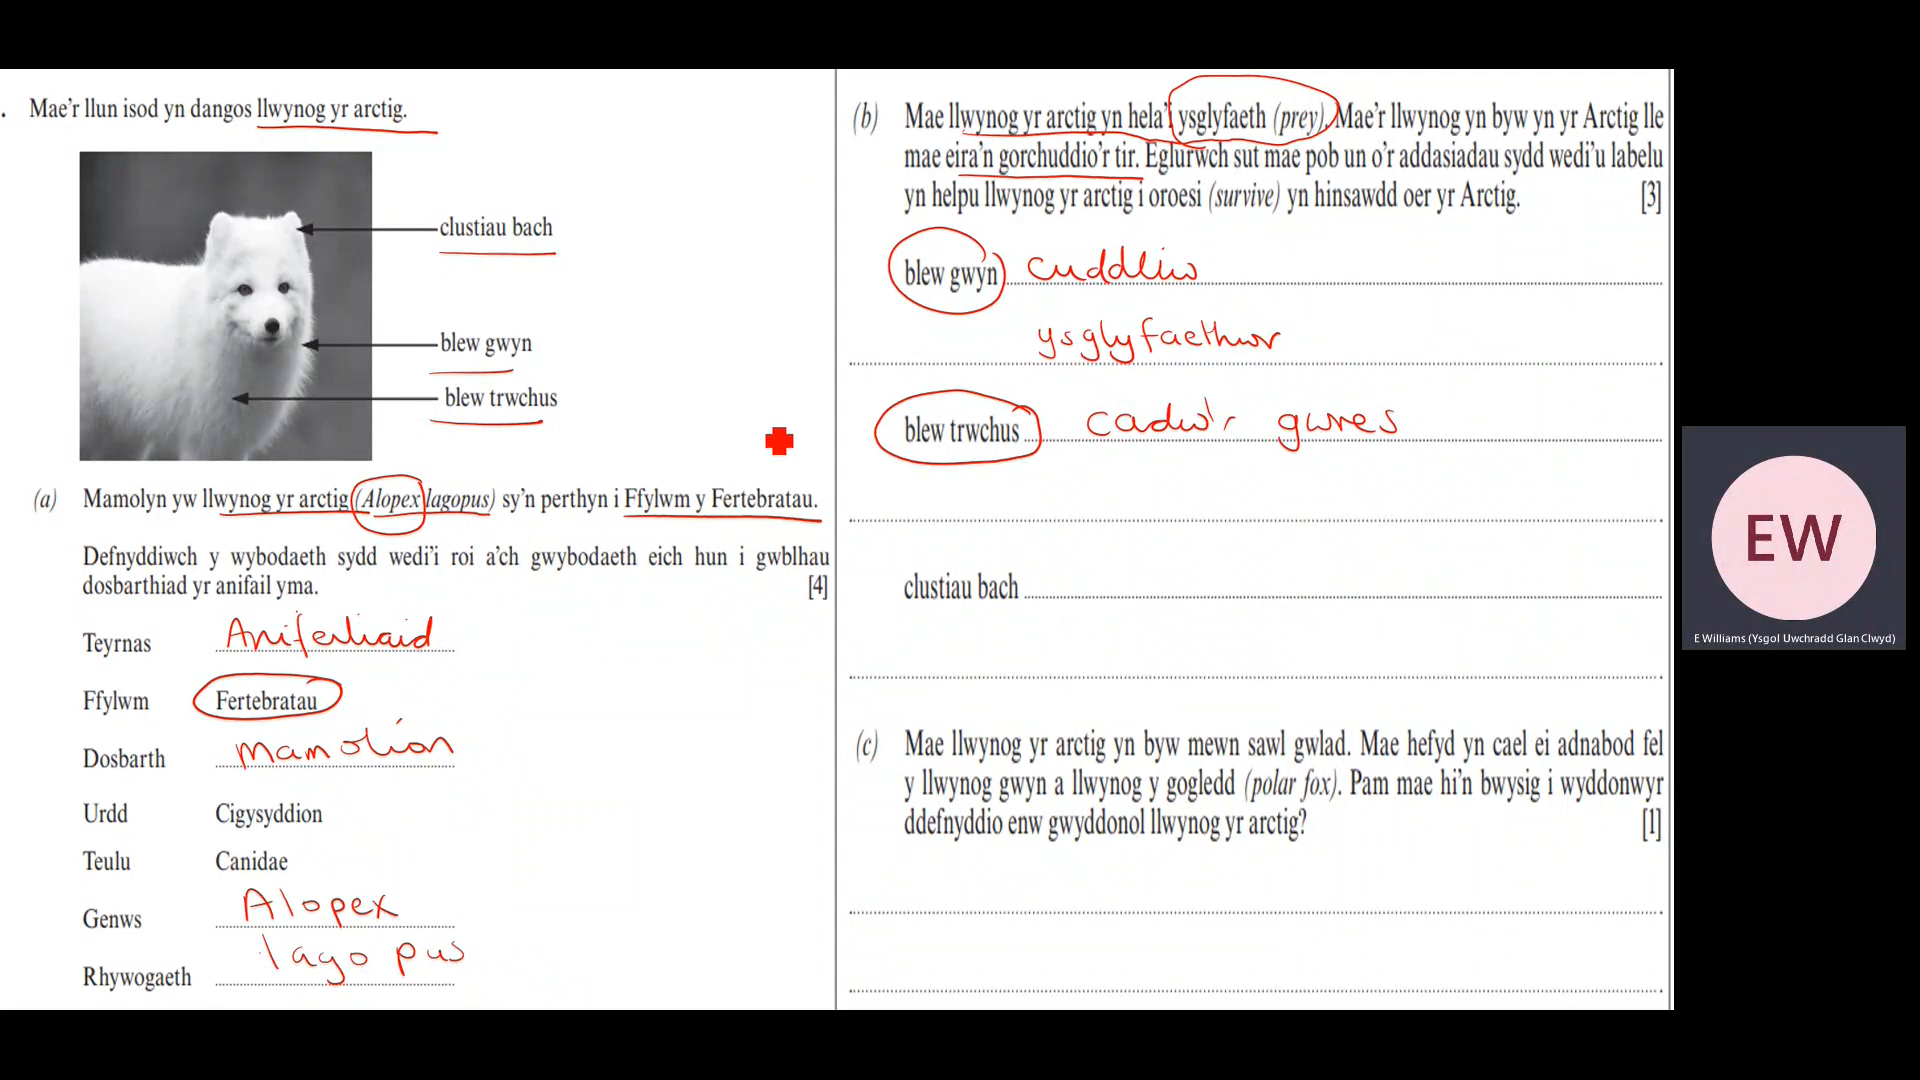 . Mae'r llun isod yn dangos llwynog yr arctig.
clustiau bach
blew gwyn
blew trwchus
(a) Mamolyn yw llwynog yr arctig (Alopex lagopus) sy'n perthyn i Ffylwm y Fertebratau.
Defnyddiwch y wybodaeth sydd wedi'i roi a'ch gwybodaeth eich hun i gwblhau
dosbarthiad yr anifail yma. [4]
Teyrnas Anifeiliaid
Ffylwm Fertebratau
Dosbarth Mamolion
Urdd Cigysyddion
Teulu Canidae
Genws Alopex
Rhywogaeth lagopus
(b) Mae llwynog yr arctig yn hela'i ysglyfaeth (prey). Mae'r llwynog yn byw yn yr Arctig lle
mae eira'n gorchuddio'r tir. Eglurwch sut mae pob un o'r addasiadau sydd wedi'u labelu
yn helpu llwynog yr arctig i oroesi (survive) yn hinsawdd oer yr Arctig. [3]
blew gwyn cuddliw
ysglyfaethwr
blew trwchus cadw'r gwres
clustiau bach
(c) Mae llwynog yr arctig yn byw mewn sawl gwlad. Mae hefyd yn cael ei adnabod fel
y llwynog gwyn a llwynog y gogledd (polar fox). Pam mae hi'n bwysig i wyddonwyr
ddefnyddio enw gwyddonol llwynog yr arctig? [1]
EW
E Williams (Ysgol Uwchradd Glan Clwyd)